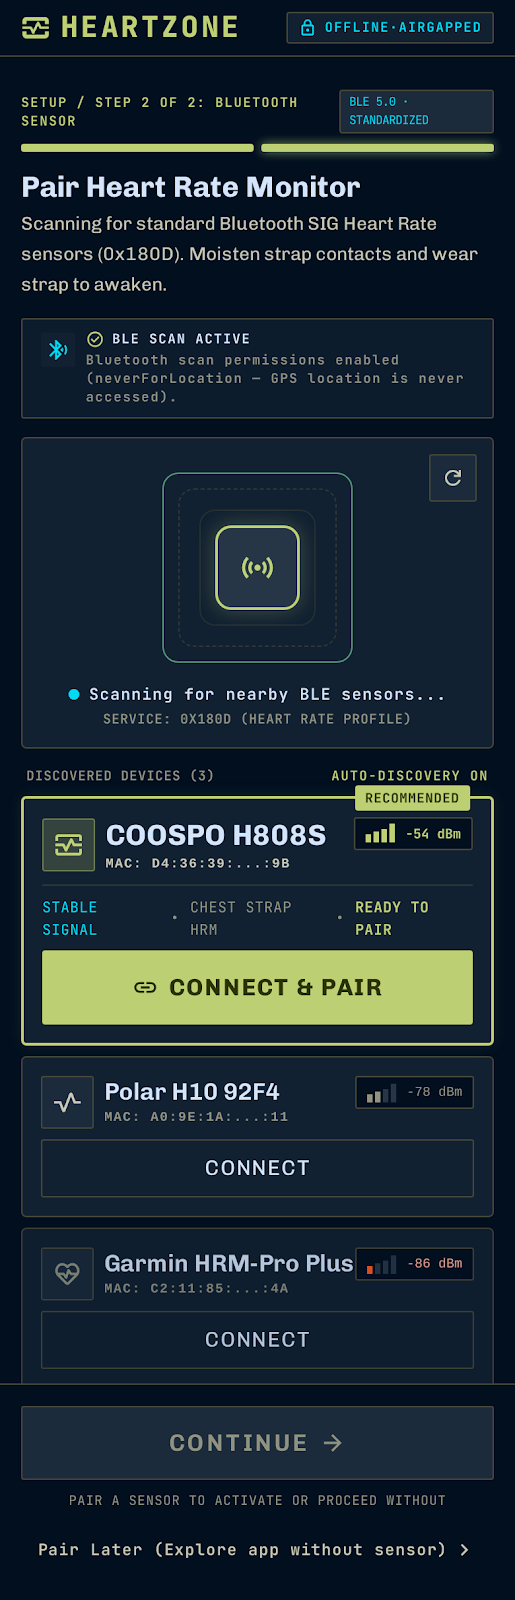 HEARTZONE
OFFLINE·AIRGAPPED
SETUP / STEP 2 OF 2: BLUETOOTH
SENSOR
BLE 5.0 ·
STANDARDIZED
Pair Heart Rate Monitor
Scanning for standard Bluetooth SIG Heart Rate
sensors (0x180D). Moisten strap contacts and wear
strap to awaken.
BLE SCAN ACTIVE
Bluetooth scan permissions enabled
(neverForLocation — GPS location is never
accessed).
Scanning for nearby BLE sensors...
SERVICE: 0X180D (HEART RATE PROFILE)
DISCOVERED DEVICES (3)
AUTO-DISCOVERY ON
RECOMMENDED
COOSPO H808S
-54 dBm
MAC: D4:36:39:...:9B
STABLE
SIGNAL
·
CHEST STRAP
HRM
·
READY TO
PAIR
CONNECT & PAIR
Polar H10 92F4
-78 dBm
MAC: A0:9E:1A:...:11
CONNECT
Garmin HRM-Pro Plus
-86 dBm
MAC: C2:11:85:...:4A
CONNECT
CONTINUE →
PAIR A SENSOR TO ACTIVATE OR PROCEED WITHOUT
Pair Later (Explore app without sensor) >